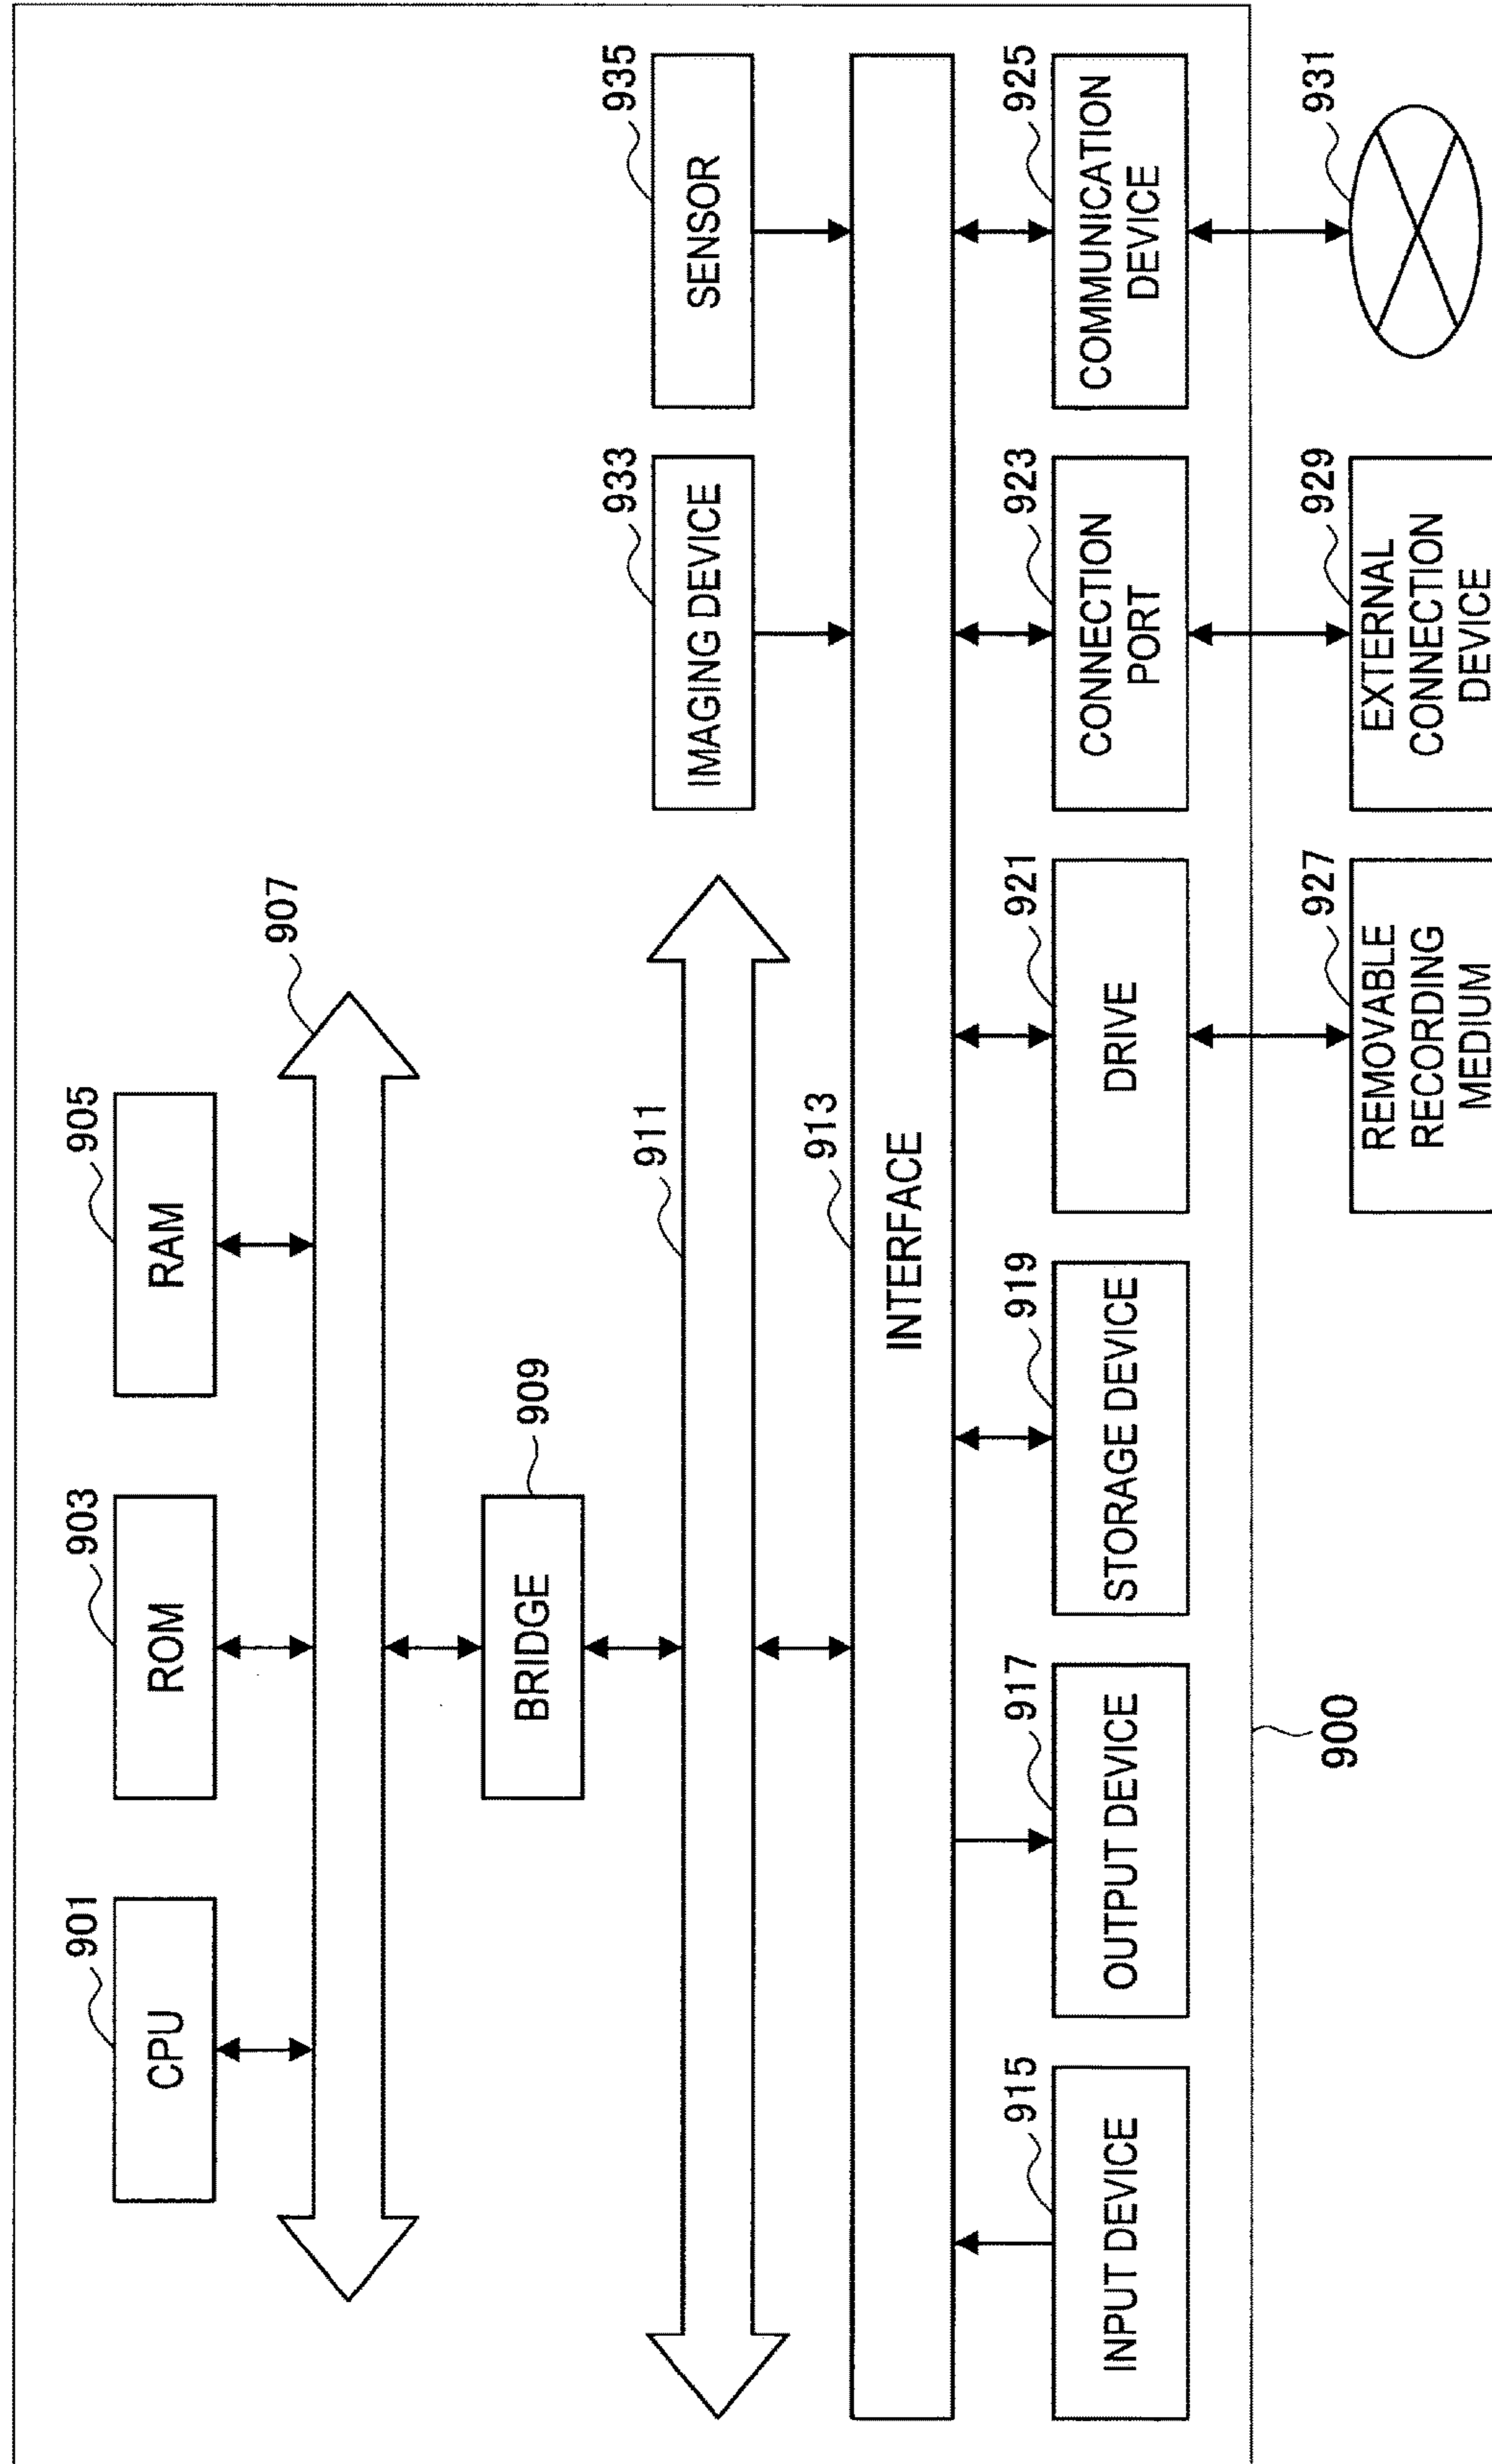 901
CPU
903
ROM
905
RAM
907
909
BRIDGE
911
933
IMAGING DEVICE
935
SENSOR
913
INTERFACE
915
INPUT DEVICE
917
OUTPUT DEVICE
919
STORAGE DEVICE
921
DRIVE
923
CONNECTION
PORT
925
COMMUNICATION
DEVICE
900
927
REMOVABLE
RECORDING
MEDIUM
929
EXTERNAL
CONNECTION
DEVICE
931